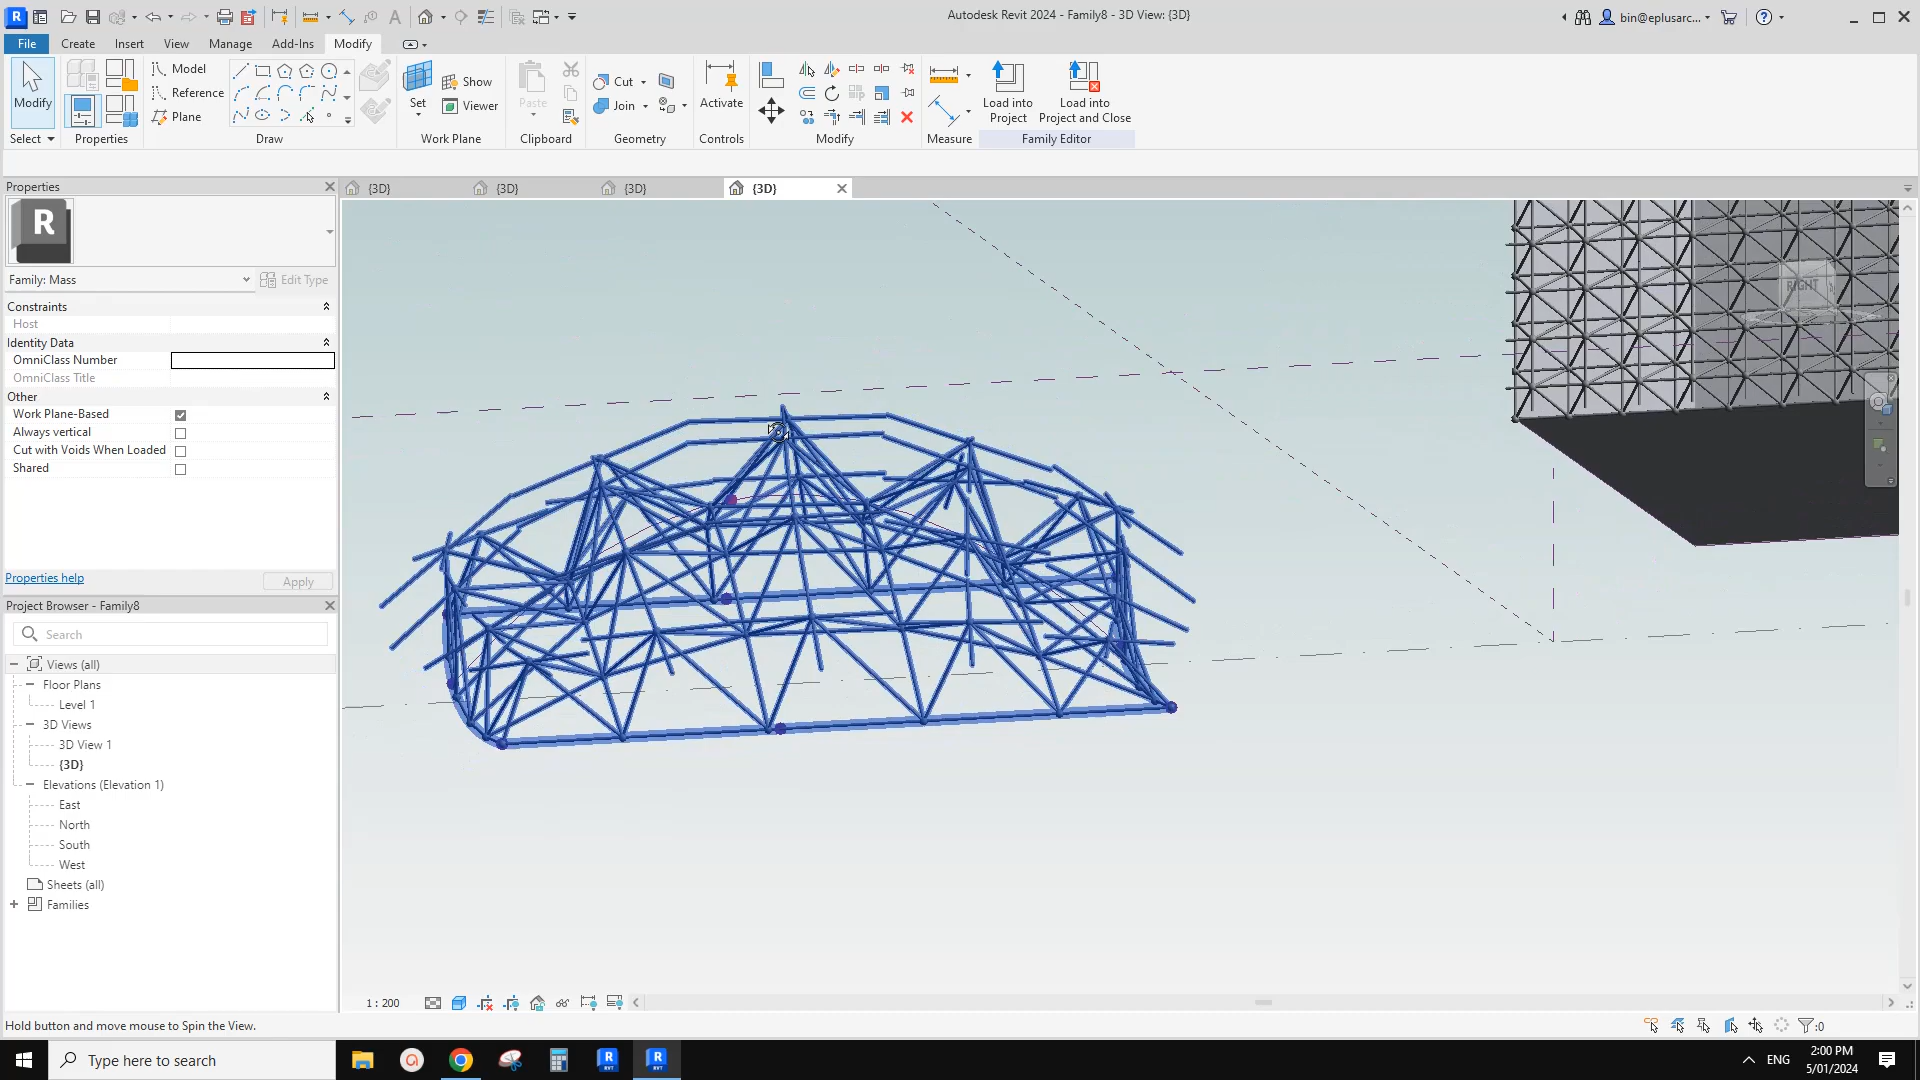 R
Autodesk Revit 2024 - Family8 - 3D View: {3D}
bin@eplusarc...
File Create Insert View Manage Add-Ins Modify
Modify
Select
Properties
Model
Reference
Plane
Draw
Set
Show
Viewer
Work Plane
Paste
Clipboard
Cut
Join
Geometry
Activate
Controls
Modify
Measure
Load into
Project
Load into
Project and Close
Family Editor
Properties
{3D} {3D} {3D} {3D}
R
Family: Mass
Edit Type
Constraints
Host
Identity Data
OmniClass Number
OmniClass Title
Other
Work Plane-Based
Always vertical
Cut with Voids When Loaded
Shared
Properties help
Apply
RIGHT
Project Browser - Family8
Search
Views (all)
Floor Plans
Level 1
3D Views
3D View 1
{3D}
Elevations (Elevation 1)
East
North
South
West
Sheets (all)
Families
1 : 200
Hold button and move mouse to Spin the View.
:0
Type here to search
R
RVT
R
RVT
ENG
2:00 PM
5/01/2024